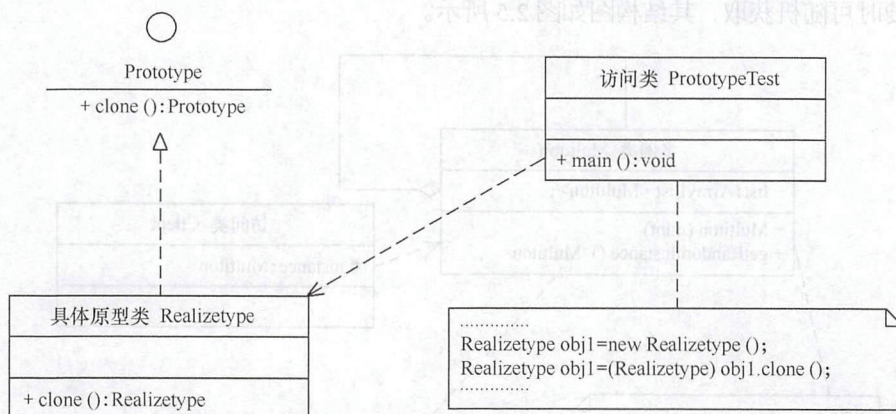 Prototype
+ clone ():Prototype
访问类 PrototypeTest
+ main ():void
具体原型类 Realizetype
+ clone ():Realizetype
...............
Realizetype obj1=new Realizetype ();
Realizetype obj1=(Realizetype) obj1.clone ();
...............